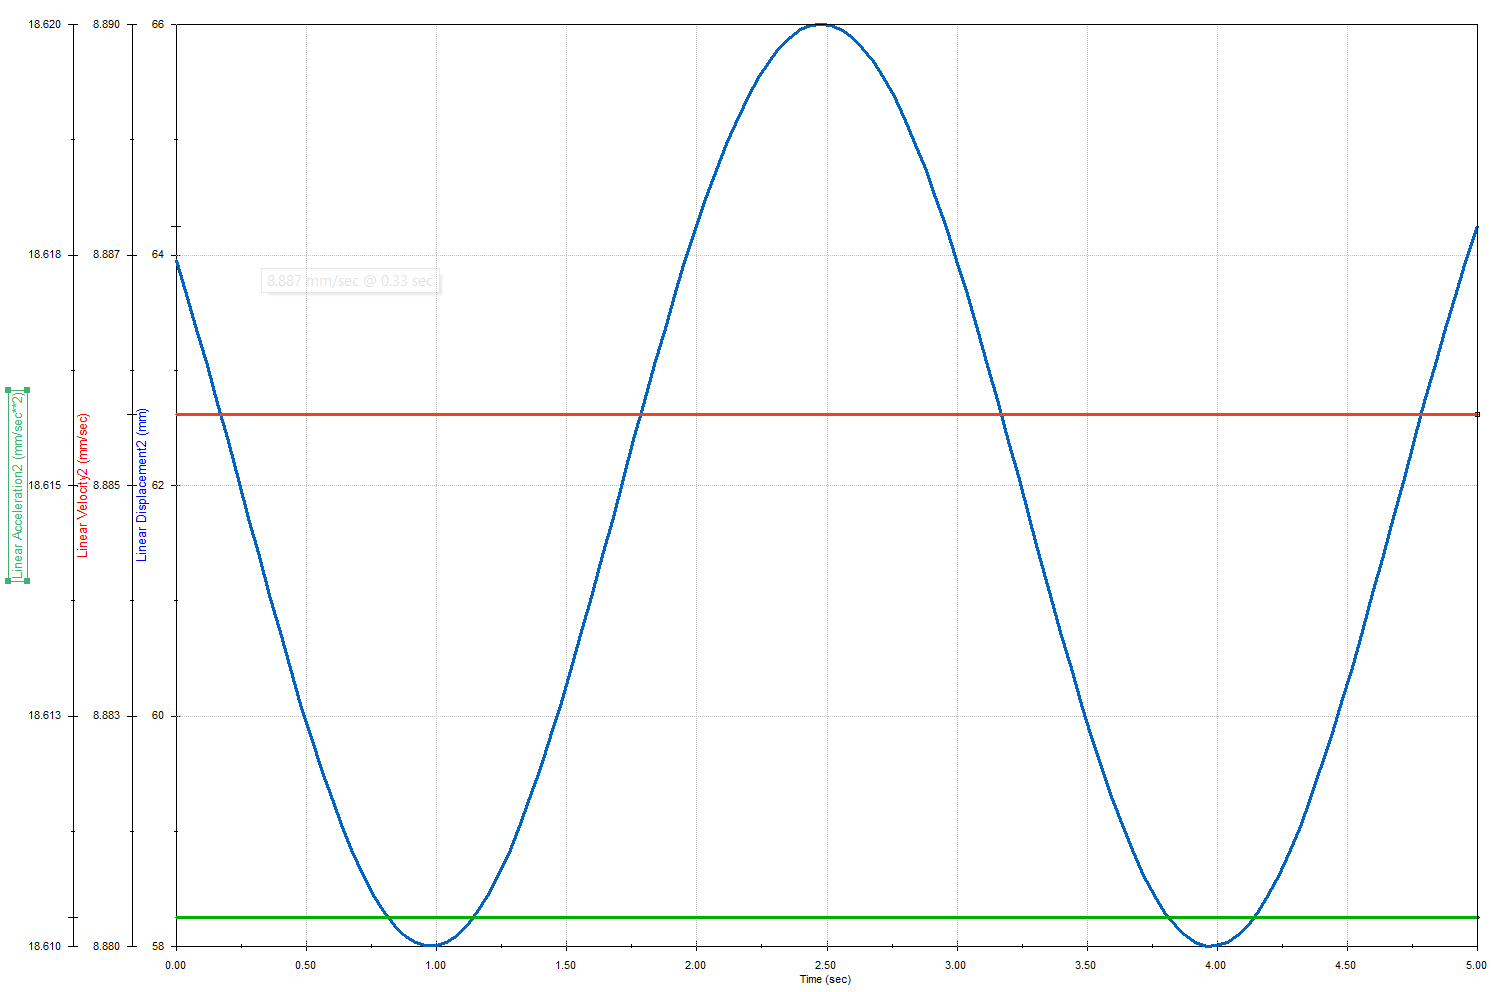 18.620 8.890 66
18.618 8.887 64
8.887 mm/sec @ 0.33 sec
Linear Acceleration2 (mm/sec**2)
Linear Velocity2 (mm/sec)
Linear Displacement2 (mm)
18.615 8.885 62
18.613 8.883 60
18.610 8.880 58
0.00 0.50 1.00 1.50 2.00 2.50 3.00 3.50 4.00 4.50 5.00
Time (sec)